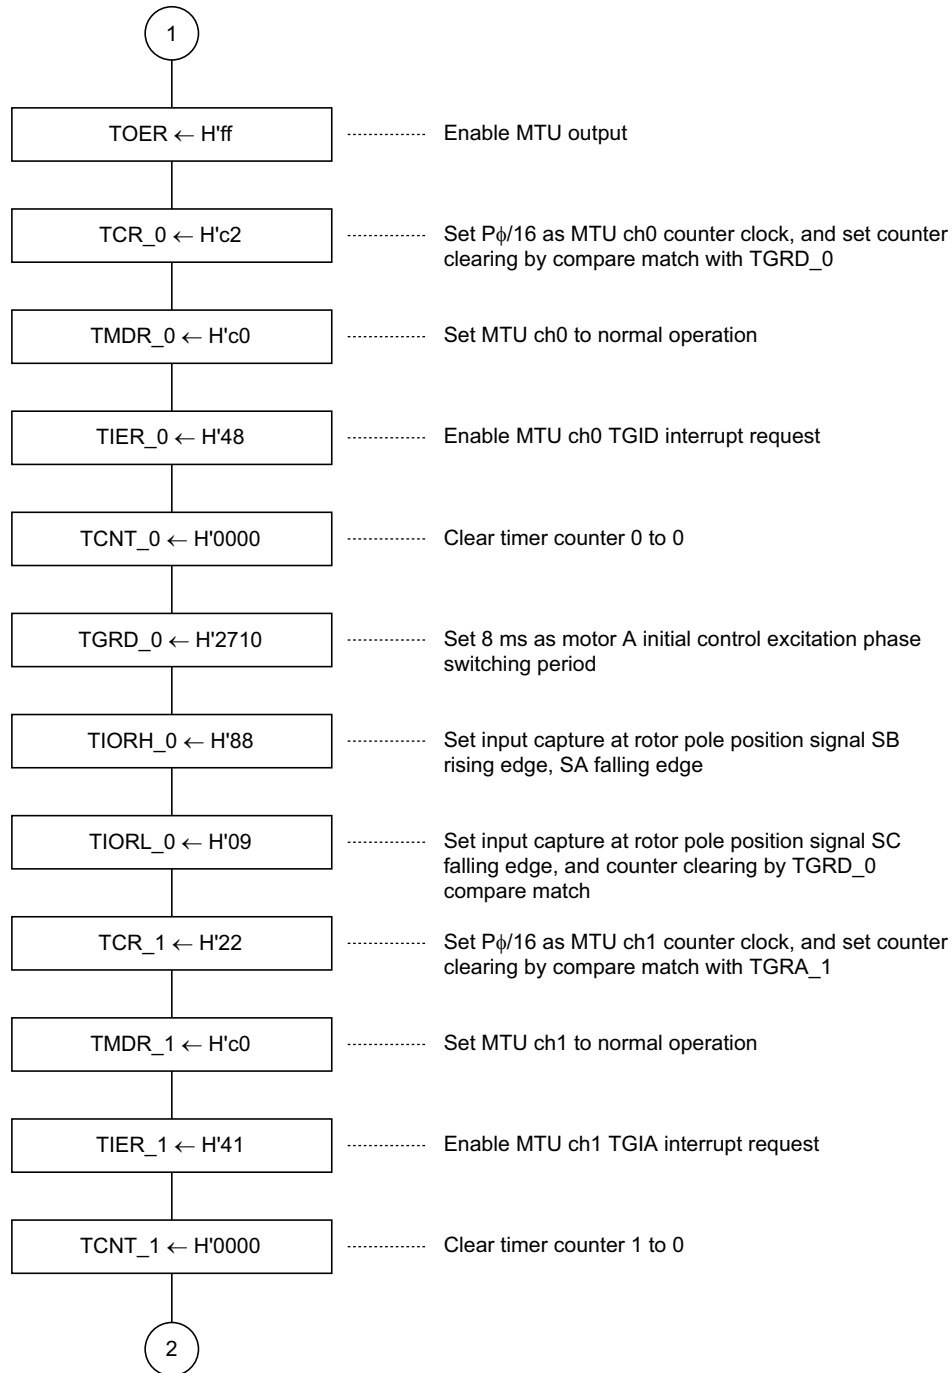 1
TOER ← H'ff
Enable MTU output
TCR_0 ← H'c2
Set Pϕ/16 as MTU ch0 counter clock, and set counter
clearing by compare match with TGRD_0
TMDR_0 ← H'c0
Set MTU ch0 to normal operation
TIER_0 ← H'48
Enable MTU ch0 TGID interrupt request
TCNT_0 ← H'0000
Clear timer counter 0 to 0
TGRD_0 ← H'2710
Set 8 ms as motor A initial control excitation phase
switching period
TIORH_0 ← H'88
Set input capture at rotor pole position signal SB
rising edge, SA falling edge
TIORL_0 ← H'09
Set input capture at rotor pole position signal SC
falling edge, and counter clearing by TGRD_0
compare match
TCR_1 ← H'22
Set Pϕ/16 as MTU ch1 counter clock, and set counter
clearing by compare match with TGRA_1
TMDR_1 ← H'c0
Set MTU ch1 to normal operation
TIER_1 ← H'41
Enable MTU ch1 TGIA interrupt request
TCNT_1 ← H'0000
Clear timer counter 1 to 0
2